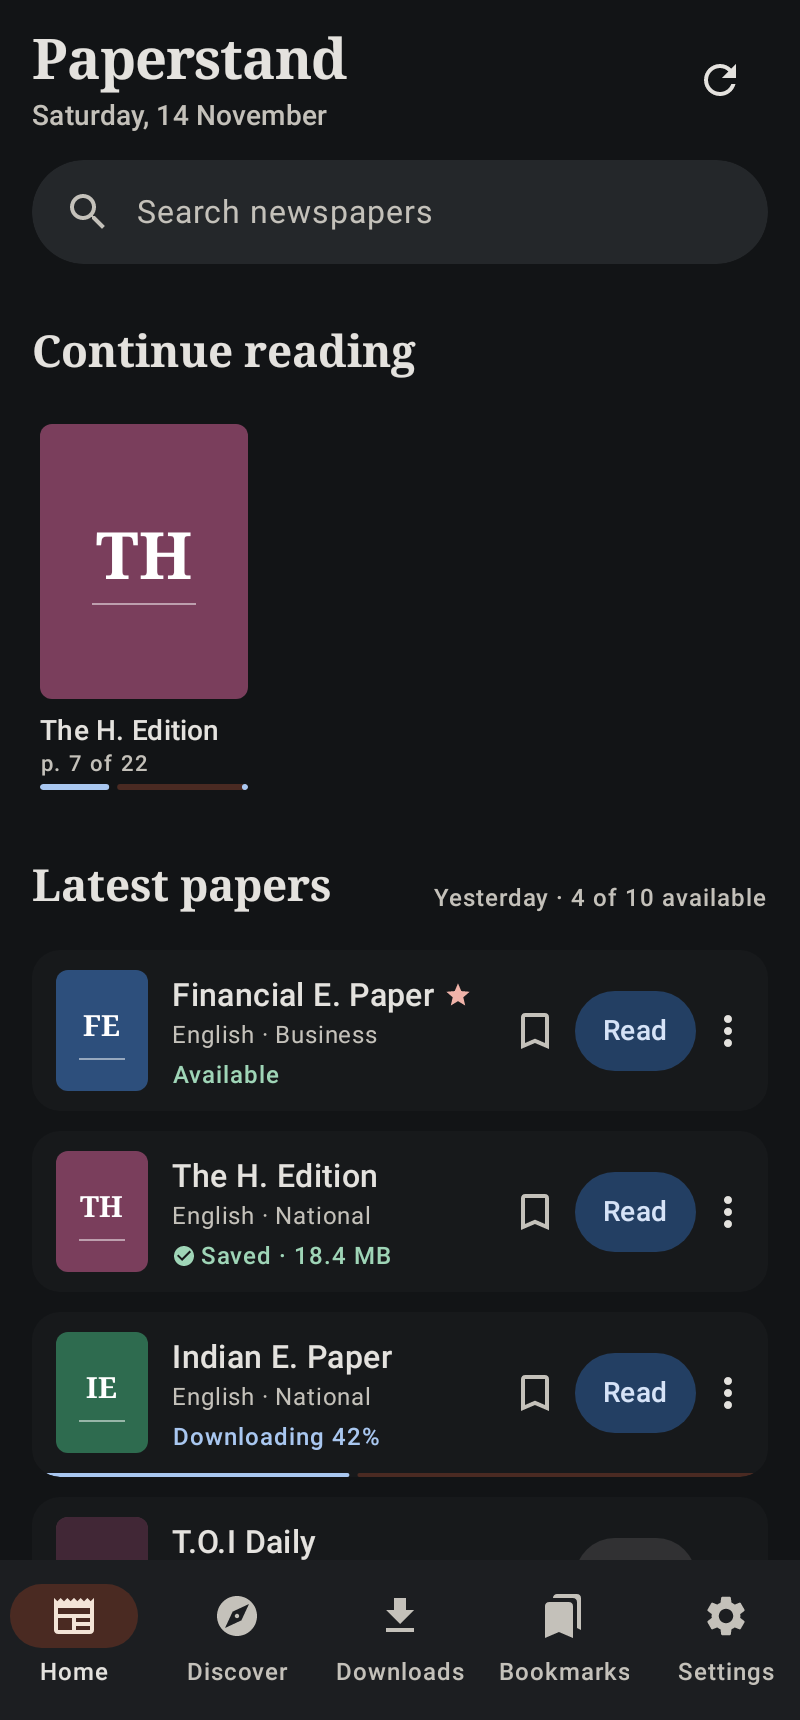 Paperstand
Saturday, 14 November
Search newspapers
Continue reading
TH
The H. Edition
p. 7 of 22
Latest papers
Yesterday · 4 of 10 available
FE
Financial E. Paper
English · Business
Available
Read
TH
The H. Edition
English · National
Saved · 18.4 MB
Read
IE
Indian E. Paper
English · National
Downloading 42%
Read
T.O.I Daily
Home
Discover
Downloads
Bookmarks
Settings